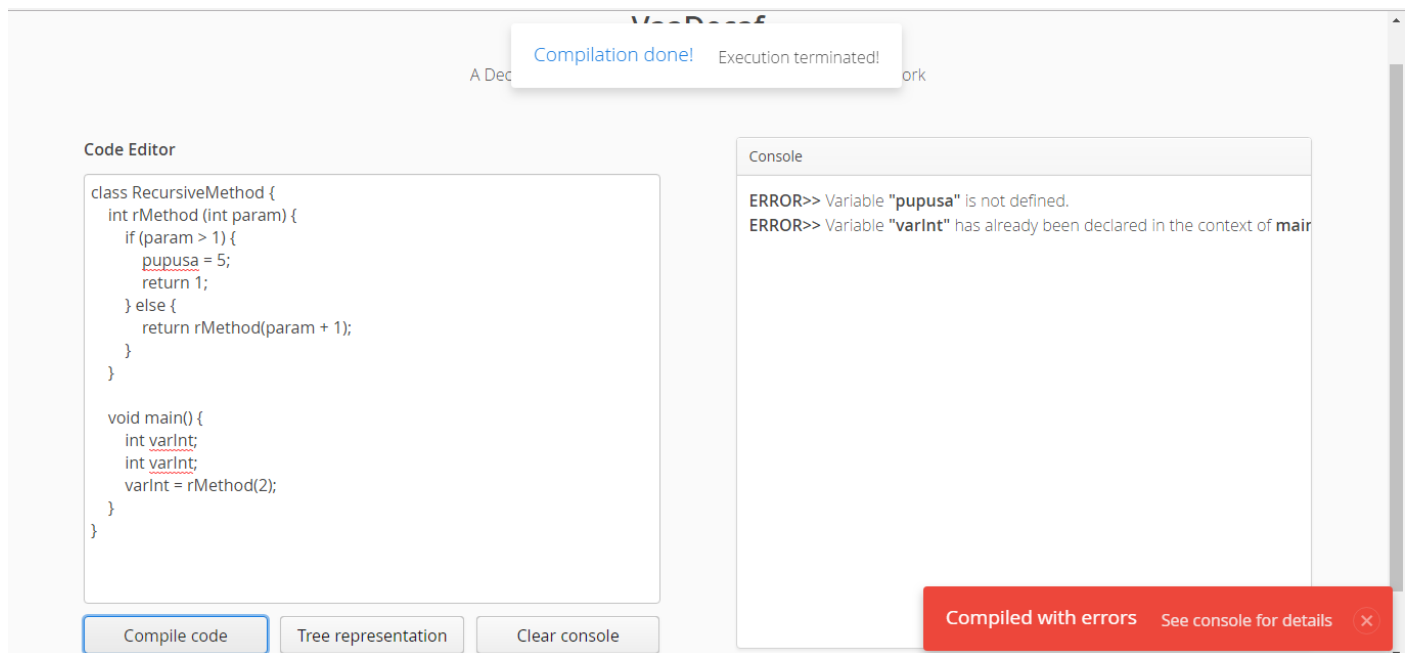 Compilation done! Execution terminated!
A Dec
ork
Code Editor
class RecursiveMethod {
int rMethod (int param) {
if (param > 1) {
pupusa = 5;
return 1;
} else {
return rMethod(param + 1);
}
}
void main() {
int varInt;
int varInt;
varInt = rMethod(2);
}
}
Compile code
Tree representation
Clear console
Console
ERROR>> Variable "pupusa" is not defined.
ERROR>> Variable "varInt" has already been declared in the context of mair
Compiled with errors See console for details